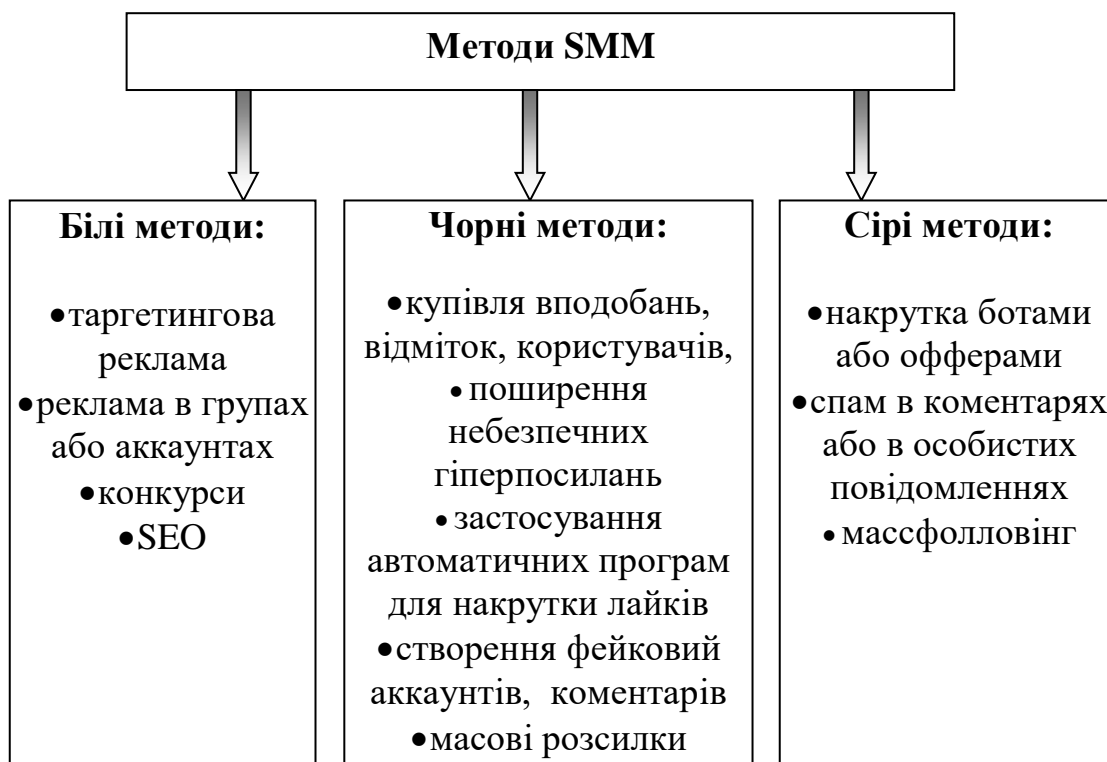 Методи SMM
Білі методи:
•таргетингова
реклама
•реклама в групах
або аккаунтах
•конкурси
•SEO
Чорні методи:
•купівля вподобань,
відміток, користувачів,
• поширення
небезпечних
гіперпосилань
• застосування
автоматичних програм
для накрутки лайків
•створення фейковий
аккаунтів, коментарів
•масові розсилки
Сірі методи:
•накрутка ботами
або офферами
•спам в коментарях
або в особистих
повідомленнях
• массфолловінг